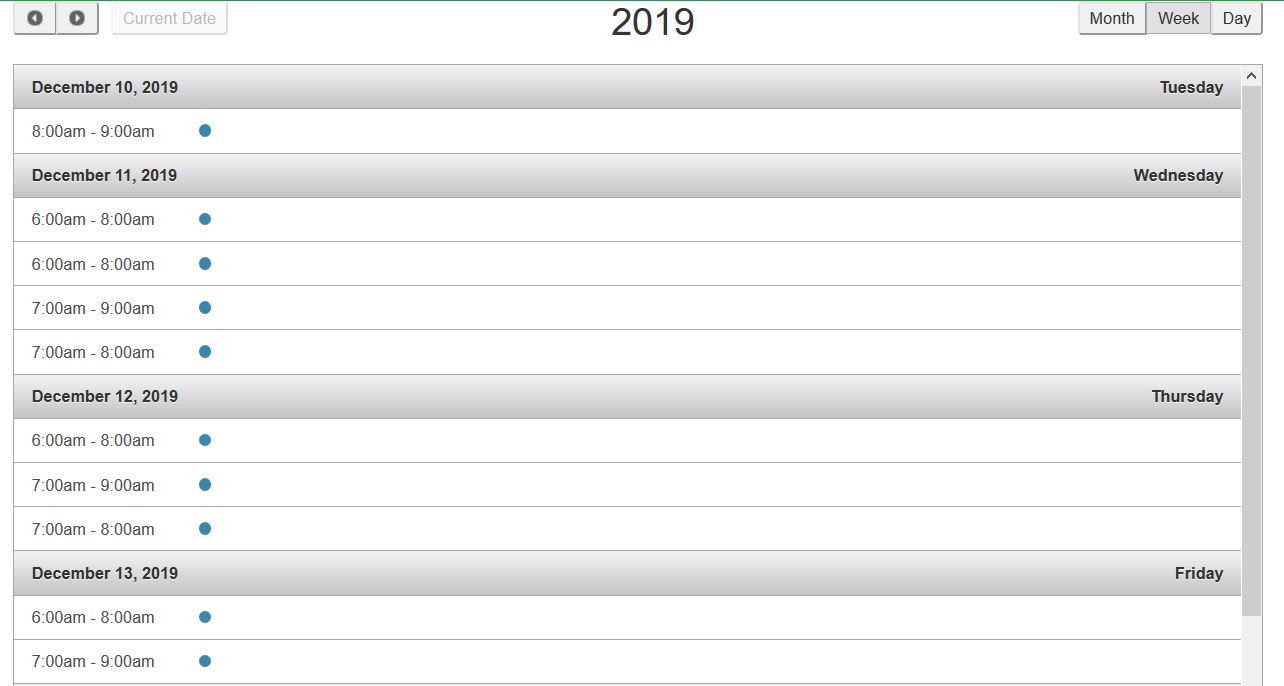 Current Date 2019 Month Week Day
December 10, 2019 Tuesday
8:00am - 9:00am
December 11, 2019 Wednesday
6:00am - 8:00am
6:00am - 8:00am
7:00am - 9:00am
7:00am - 8:00am
December 12, 2019 Thursday
6:00am - 8:00am
7:00am - 9:00am
7:00am - 8:00am
December 13, 2019 Friday
6:00am - 8:00am
7:00am - 9:00am